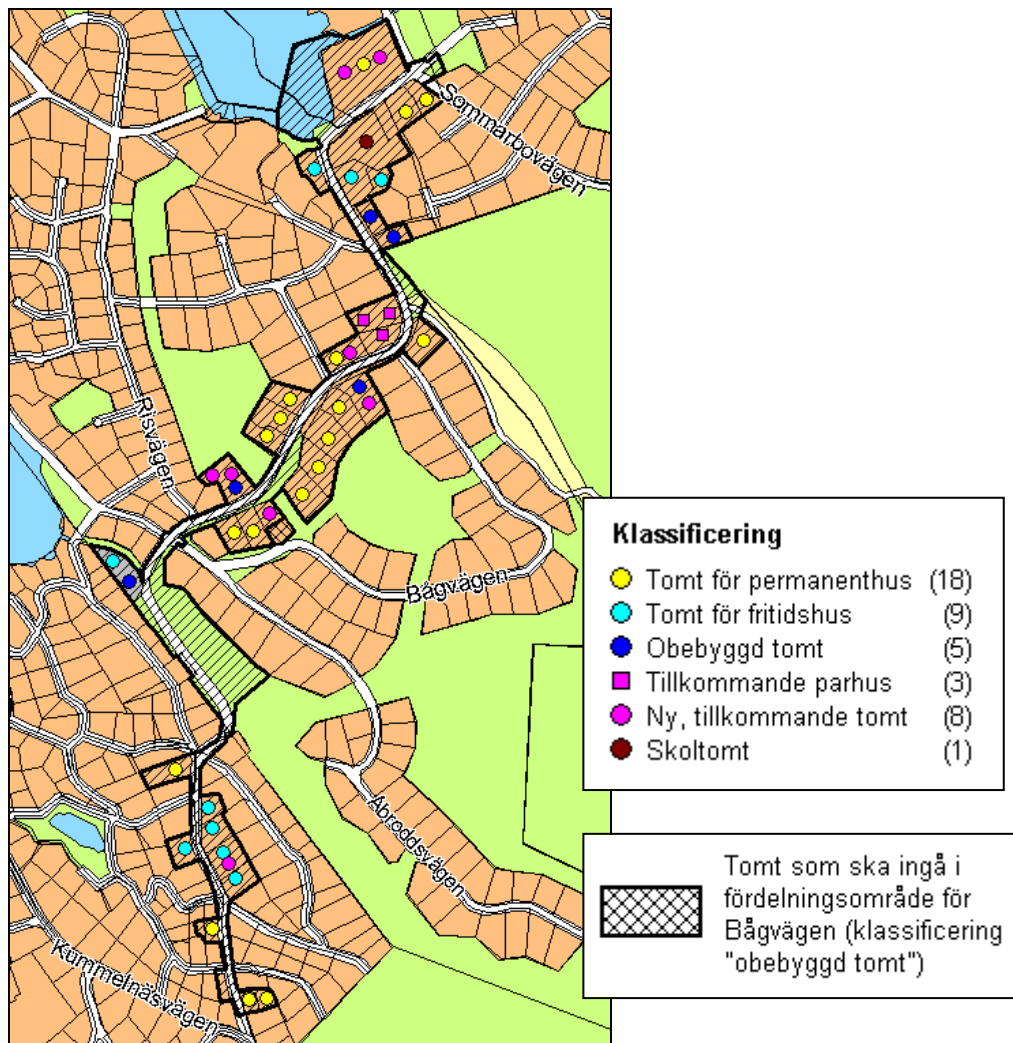 Sommarbovägen
Risvägen
Bågvägen
Abroddsvägen
Kummelnäsvägen
Klassificering
Tomt för permanenthus (18)
Tomt för fritidshus (9)
Obebyggd tomt (5)
Tillkommande parhus (3)
Ny, tillkommande tomt (8)
Skoltomt (1)
Tomt som ska ingå i
fördelningsområde för
Bågvägen (klassificering
"obebyggd tomt")